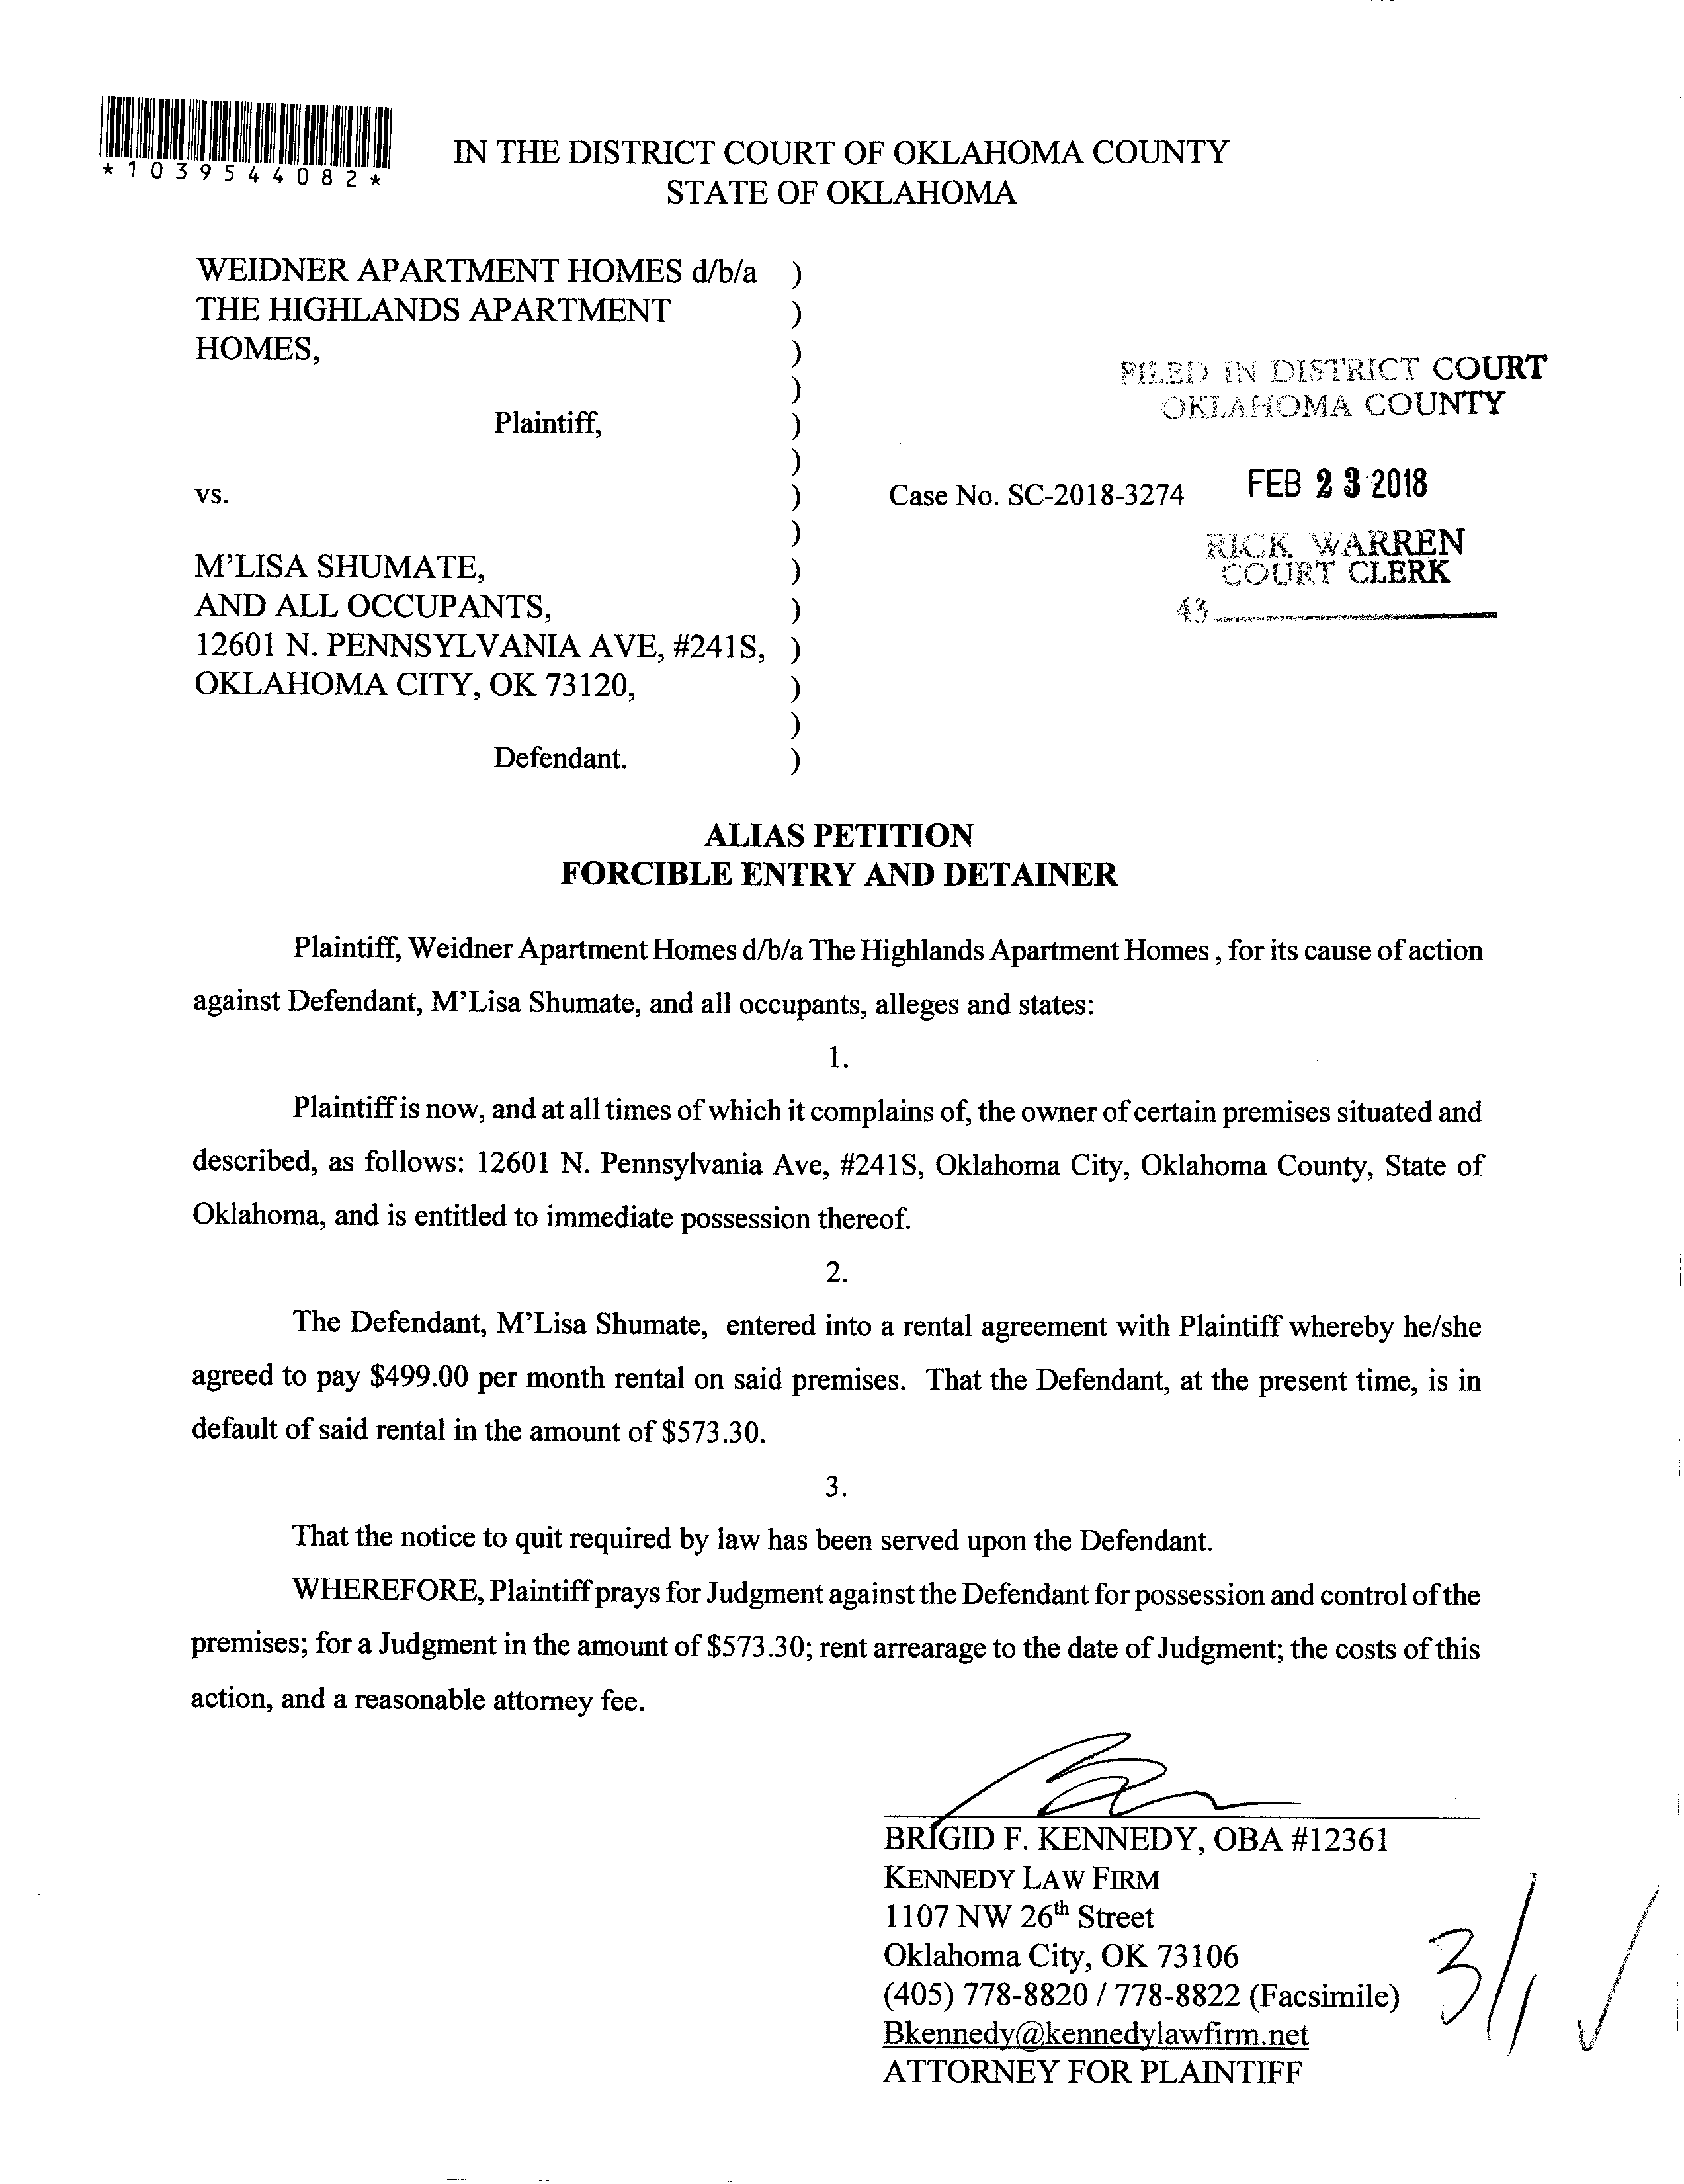 *1039544082*
IN THE DISTRICT COURT OF OKLAHOMA COUNTY
STATE OF OKLAHOMA
WEIDNER APARTMENT HOMES d/b/a )
THE HIGHLANDS APARTMENT )
HOMES, )
)
Plaintiff, )
)
vs. )
)
M’LISA SHUMATE, )
AND ALL OCCUPANTS, )
12601 N. PENNSYLVANIA AVE, #241S, )
OKLAHOMA CITY, OK 73120, )
)
Defendant. )
Case No. SC-2018-3274
FILED IN DISTRICT COURT
OKLAHOMA COUNTY
FEB 23 2018
RICK WARREN
COURT CLERK
43
ALIAS PETITION
FORCIBLE ENTRY AND DETAINER
Plaintiff, Weidner Apartment Homes d/b/a The Highlands Apartment Homes , for its cause of action
against Defendant, M’Lisa Shumate, and all occupants, alleges and states:
1.
Plaintiff is now, and at all times of which it complains of, the owner of certain premises situated and
described, as follows: 12601 N. Pennsylvania Ave, #241S, Oklahoma City, Oklahoma County, State of
Oklahoma, and is entitled to immediate possession thereof.
2.
The Defendant, M’Lisa Shumate, entered into a rental agreement with Plaintiff whereby he/she
agreed to pay $499.00 per month rental on said premises. That the Defendant, at the present time, is in
default of said rental in the amount of $573.30.
3.
That the notice to quit required by law has been served upon the Defendant.
WHEREFORE, Plaintiff prays for Judgment against the Defendant for possession and control of the
premises; for a Judgment in the amount of $573.30; rent arrearage to the date of Judgment; the costs of this
action, and a reasonable attorney fee.
BRIGID F. KENNEDY, OBA #12361
KENNEDY LAW FIRM
1107 NW 26th Street
Oklahoma City, OK 73106
(405) 778-8820 / 778-8822 (Facsimile)
Bkennedy@kennedylawfirm.net
ATTORNEY FOR PLAINTIFF
3/1 ✓